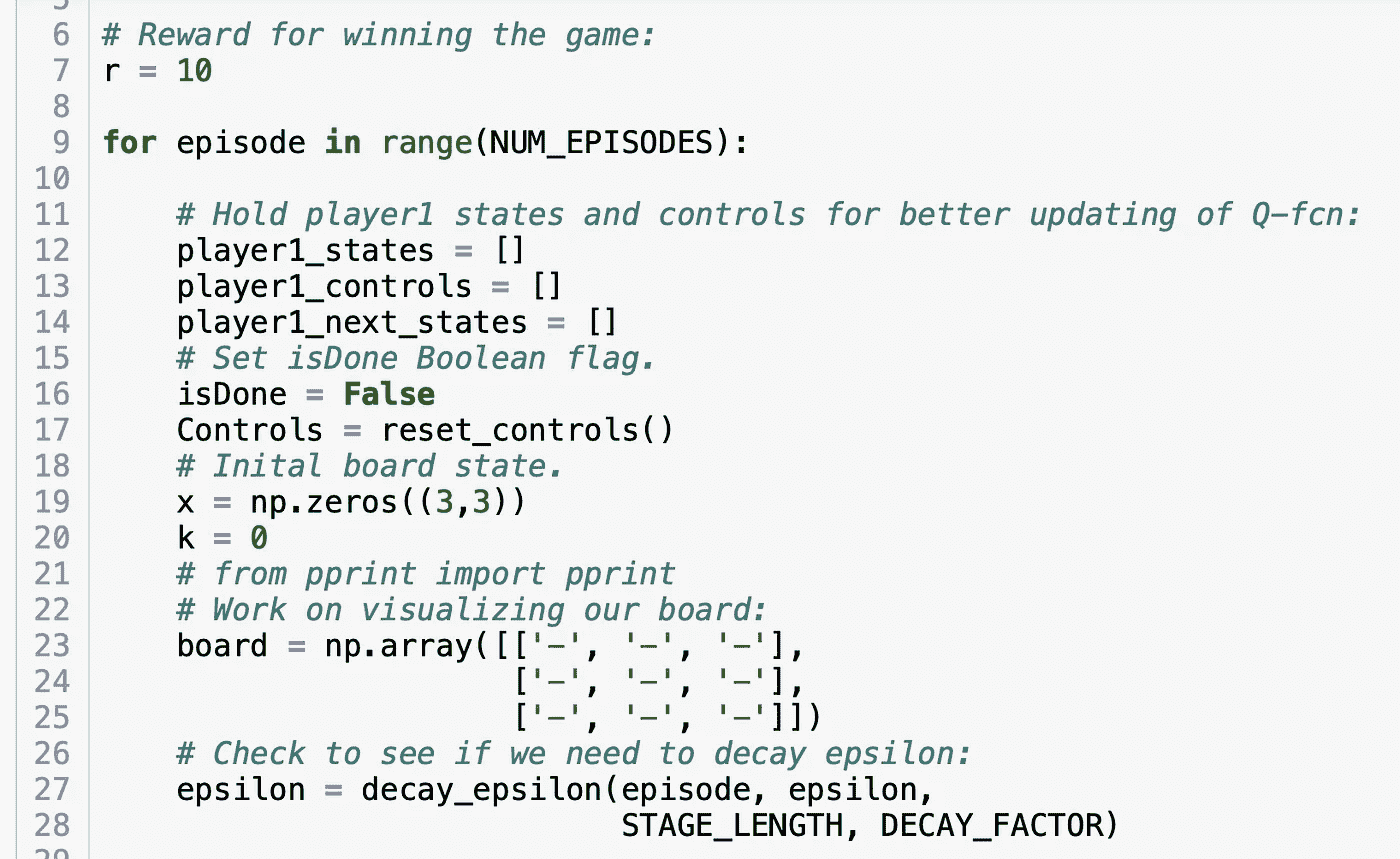 6 # Reward for winning the game:
7 r = 10
8
9 for episode in range(NUM_EPISODES):
10
11 # Hold player1 states and controls for better updating of Q-fcn:
12 player1_states = []
13 player1_controls = []
14 player1_next_states = []
15 # Set isDone Boolean flag.
16 isDone = False
17 Controls = reset_controls()
18 # Inital board state.
19 x = np.zeros((3,3))
20 k = 0
21 # from pprint import pprint
22 # Work on visualizing our board:
23 board = np.array([['-', '-', '-'],
24 ['-', '-', '-'],
25 ['-', '-', '-']])
26 # Check to see if we need to decay epsilon:
27 epsilon = decay_epsilon(episode, epsilon,
28 STAGE_LENGTH, DECAY_FACTOR)